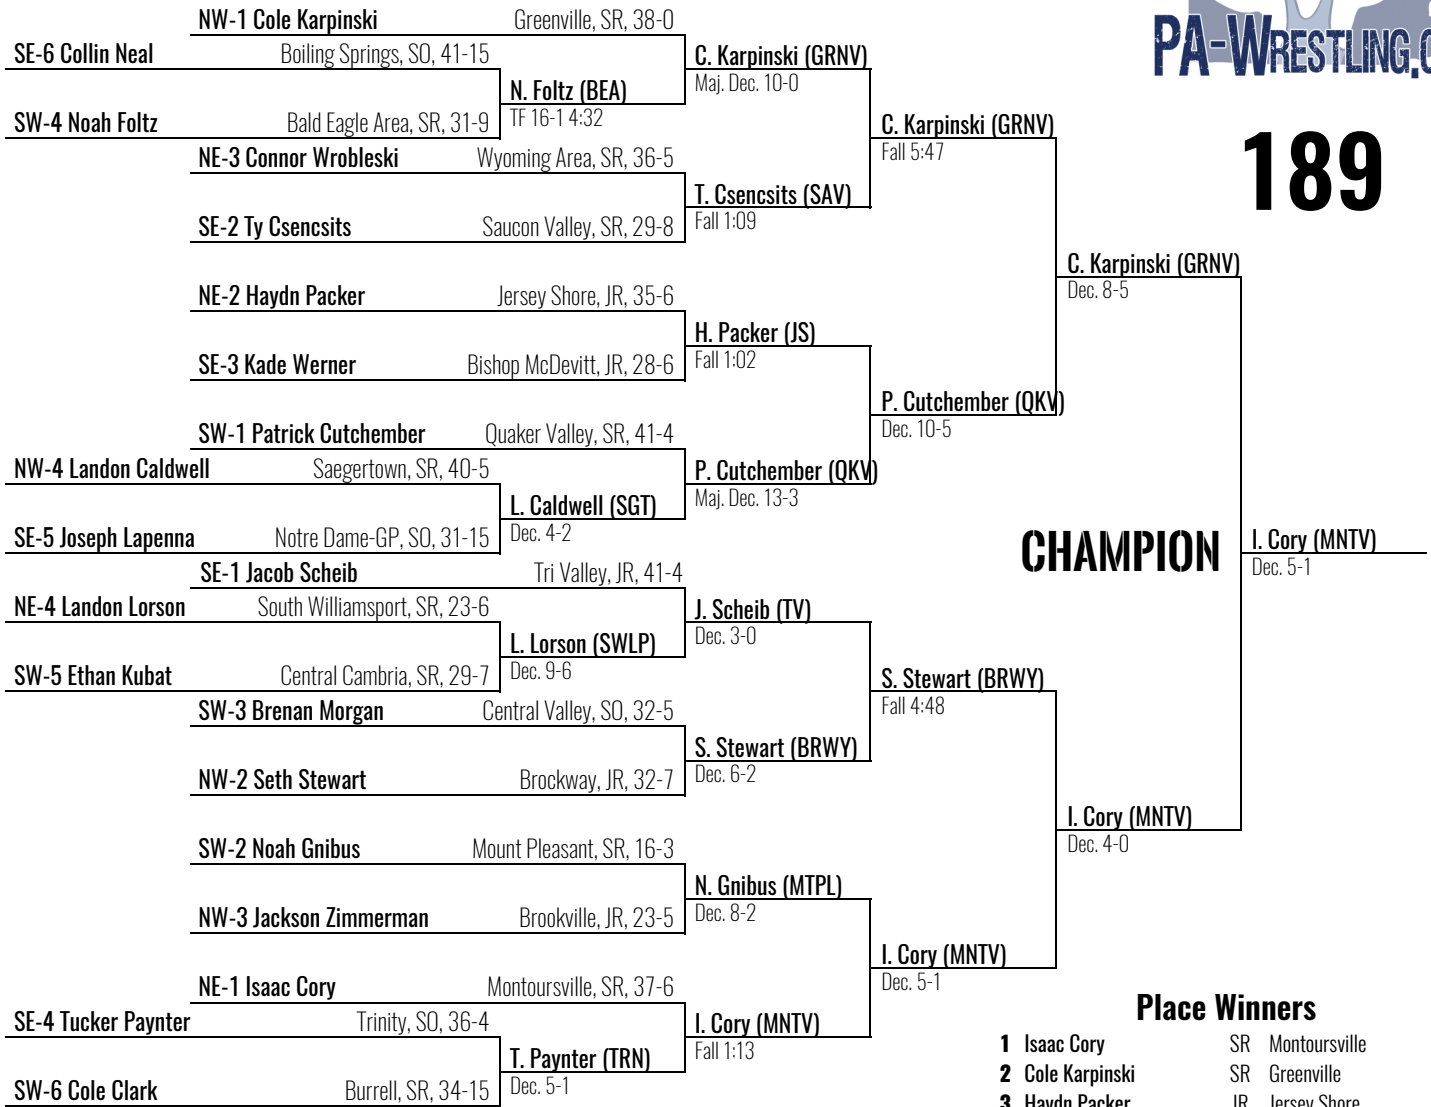 PA-WRESTLING.C
189
NW-1 Cole Karpinski Greenville, SR, 38-0
SE-6 Collin Neal Boiling Springs, SO, 41-15
C. Karpinski (GRNV)
Maj. Dec. 10-0
N. Foltz (BEA)
TF 16-1 4:32
SW-4 Noah Foltz Bald Eagle Area, SR, 31-9
C. Karpinski (GRNV)
Fall 5:47
NE-3 Connor Wrobleski Wyoming Area, SR, 36-5
T. Csencsits (SAV)
Fall 1:09
SE-2 Ty Csencsits Saucon Valley, SR, 29-8
C. Karpinski (GRNV)
Dec. 8-5
NE-2 Haydn Packer Jersey Shore, JR, 35-6
H. Packer (JS)
Fall 1:02
SE-3 Kade Werner Bishop McDevitt, JR, 28-6
P. Cutchember (QKV)
Dec. 10-5
SW-1 Patrick Cutchember Quaker Valley, SR, 41-4
NW-4 Landon Caldwell Saegertown, SR, 40-5
P. Cutchember (QKV)
Maj. Dec. 13-3
L. Caldwell (SGT)
Dec. 4-2
SE-5 Joseph Lapenna Notre Dame-GP, SO, 31-15
CHAMPION
I. Cory (MNTV)
Dec. 5-1
SE-1 Jacob Scheib Tri Valley, JR, 41-4
NE-4 Landon Lorson South Williamsport, SR, 23-6
J. Scheib (TV)
Dec. 3-0
L. Lorson (SWLP)
Dec. 9-6
SW-5 Ethan Kubat Central Cambria, SR, 29-7
S. Stewart (BRWY)
Fall 4:48
SW-3 Brenan Morgan Central Valley, SO, 32-5
S. Stewart (BRWY)
Dec. 6-2
NW-2 Seth Stewart Brockway, JR, 32-7
I. Cory (MNTV)
Dec. 4-0
SW-2 Noah Gnibus Mount Pleasant, SR, 16-3
N. Gnibus (MTPL)
Dec. 8-2
NW-3 Jackson Zimmerman Brookville, JR, 23-5
I. Cory (MNTV)
Dec. 5-1
NE-1 Isaac Cory Montoursville, SR, 37-6
SE-4 Tucker Paynter Trinity, SO, 36-4
I. Cory (MNTV)
Fall 1:13
T. Paynter (TRN)
Dec. 5-1
SW-6 Cole Clark Burrell, SR, 34-15
Place Winners
1 Isaac Cory SR Montoursville
2 Cole Karpinski SR Greenville
3 Haydn Packer JR Jersey Shore